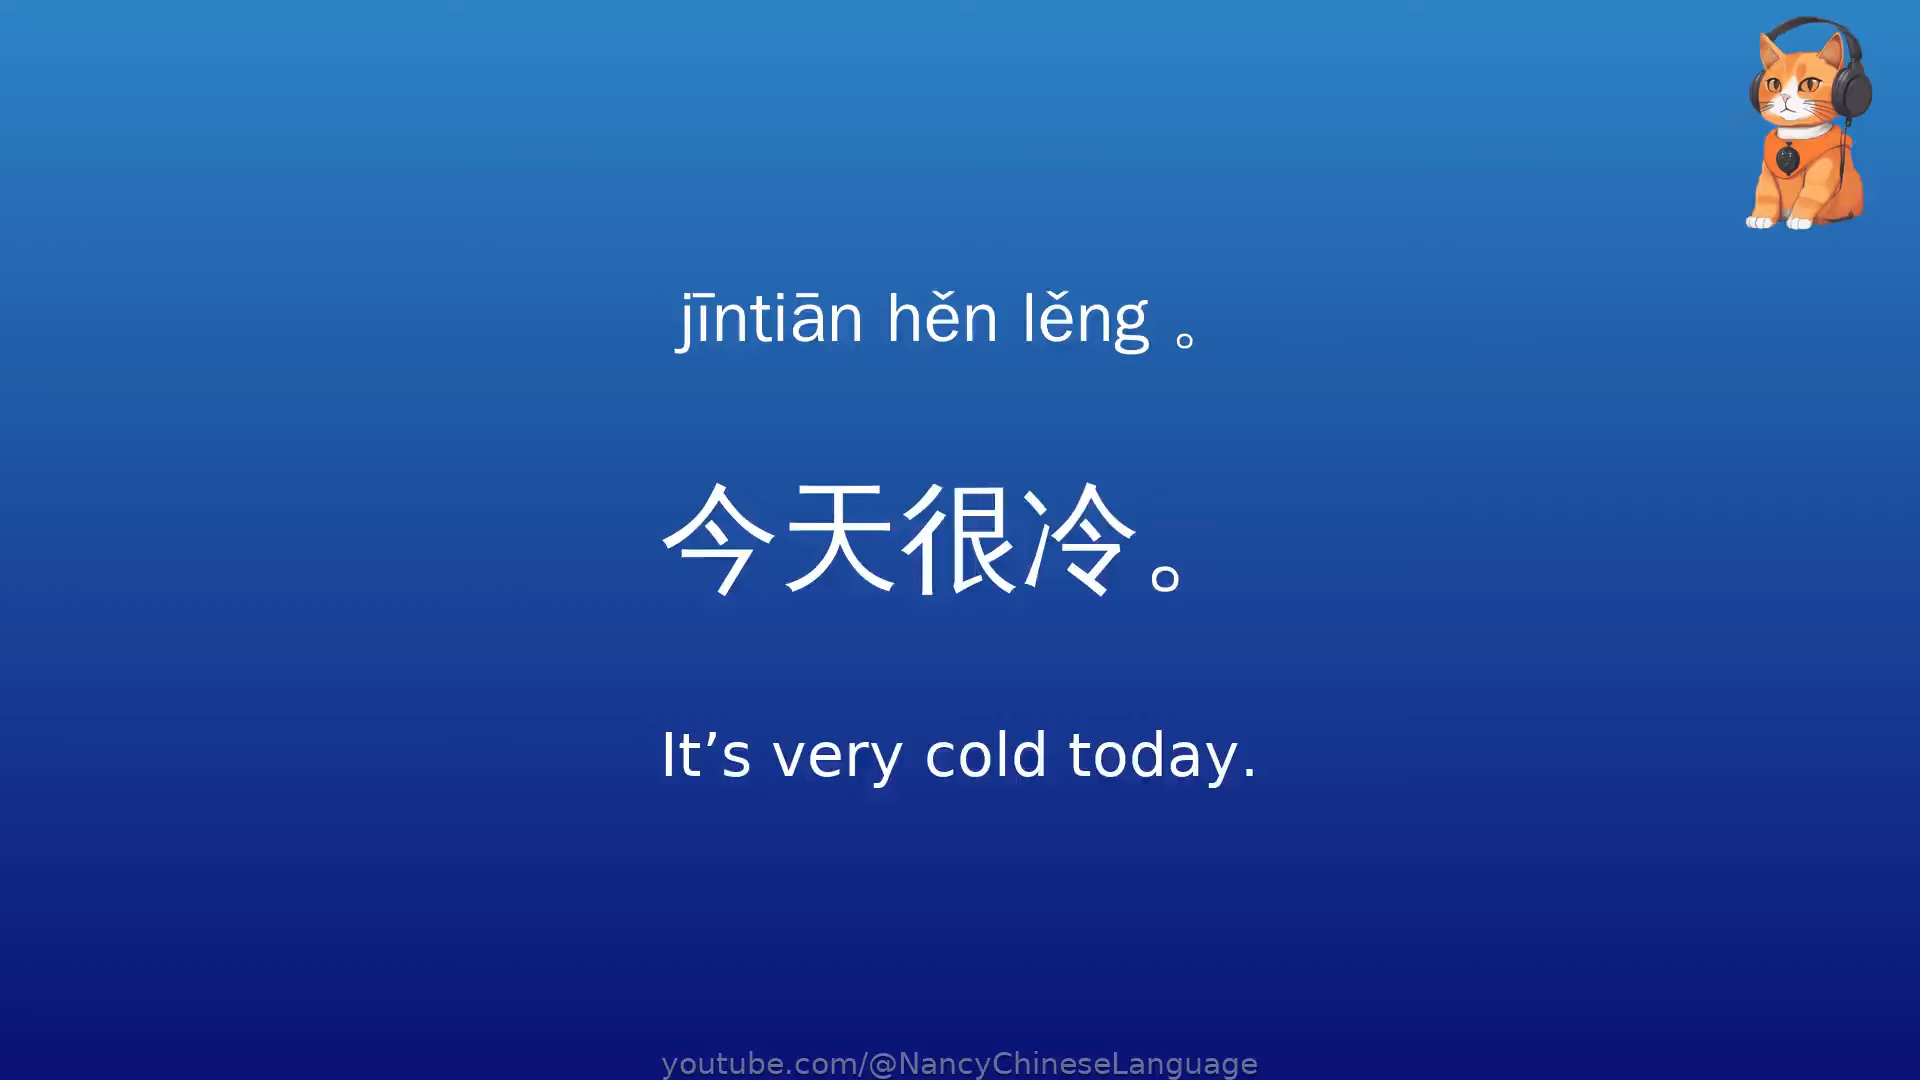 jīntiān hěn lěng 。
今天很冷。
It’s very cold today.
youtube.com/@NancyChineseLanguage